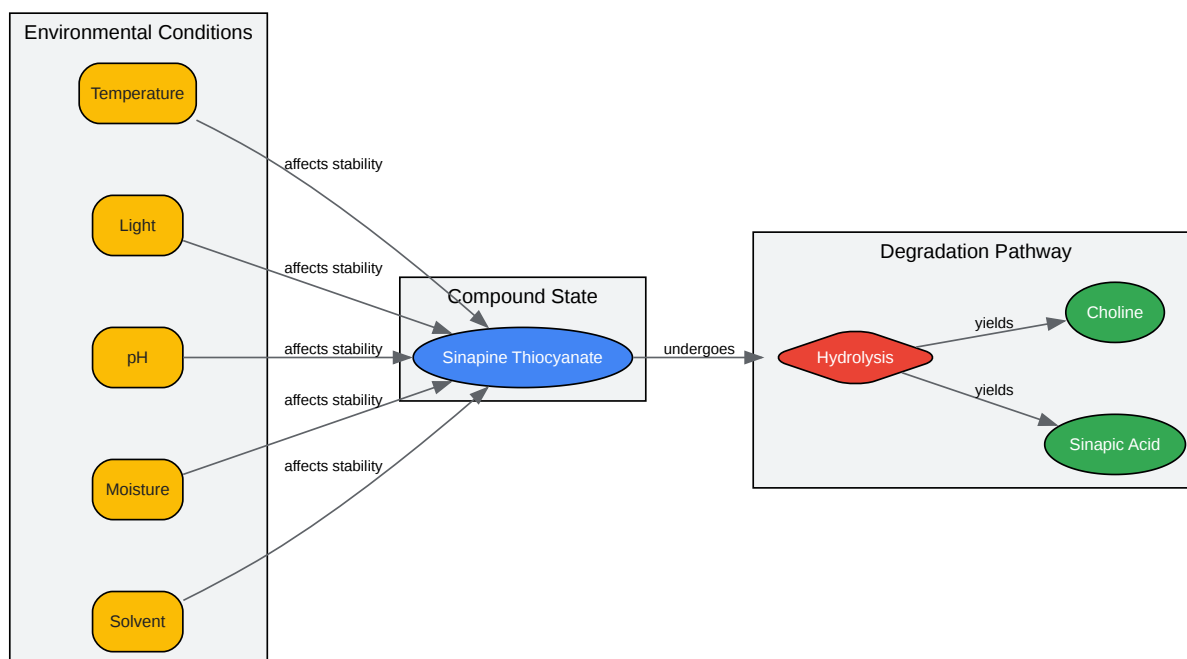 Environmental Conditions
Temperature
affects stability
Light
affects stability
pH
affects stability
Moisture
affects stability
Solvent
affects stability
Compound State
Sinapine Thiocyanate
undergoes
Degradation Pathway
Hydrolysis
yields
Choline
yields
Sinapic Acid